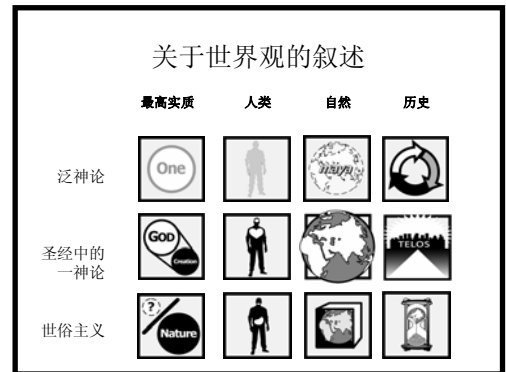 关于世界观的叙述
最高实质 人类 自然 历史
泛神论
One
maya
圣经中的
一神论
GOD
Creation
TELOS
世俗主义
?
Nature